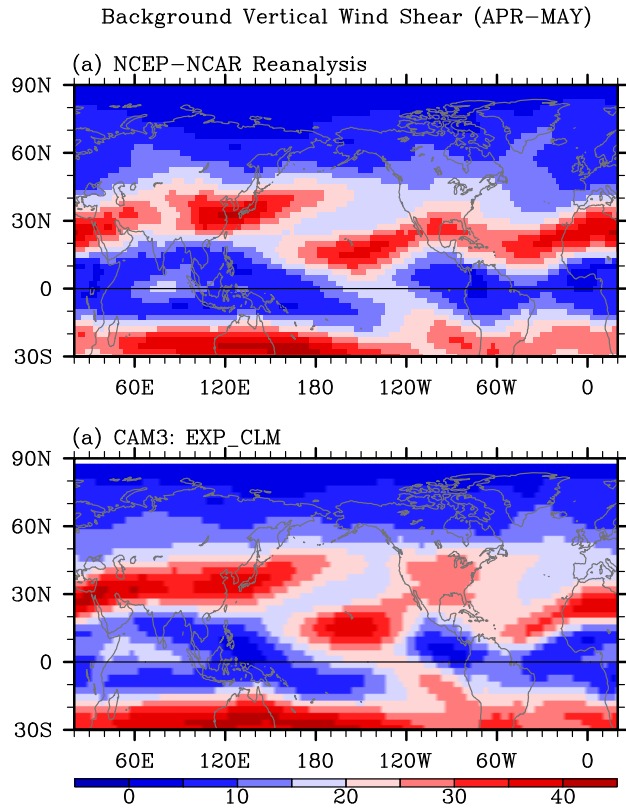 Background Vertical Wind Shear (APR-MAY)
(a) NCEP-NCAR Reanalysis
90N
60N
30N
0
30S
60E 120E 180 120W 60W 0
(a) CAM3: EXP_CLM
90N
60N
30N
0
30S
60E 120E 180 120W 60W 0
0 10 20 30 40